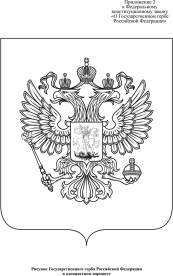 Приложение 2
к Федеральному
конституционному закону
«О Государственном гербе
Российской Федерации»
Рисунок Государственного герба Российской Федерации
в одноцветном варианте